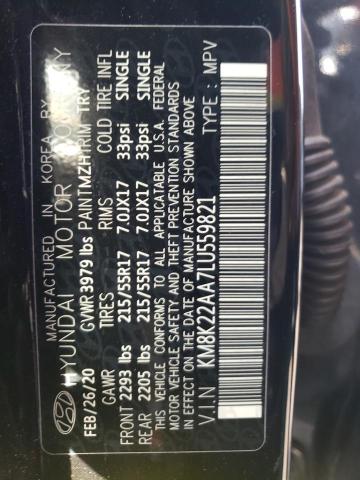 MANUFACTURED IN KOREA BY
HYUNDAI MOTOR COMPANY
FEB/26/20 GVWR 3979 lbs PAINT MZH TRIM TRY
GAWR RIMS COLD TIRE INFL
FRONT 2293 lbs 215/55R17 7.0JX17 33psi SINGLE
REAR 2205 lbs 215/55R17 7.0JX17 33psi SINGLE
THIS VEHICLE CONFORMS TO ALL APPLICABLE U.S.A. FEDERAL
MOTOR VEHICLE SAFETY AND THEFT PREVENTION STANDARDS
IN EFFECT ON THE DATE OF MANUFACTURE SHOWN ABOVE
V.I.N : KM8K22AA7LU559821 TYPE : MPV